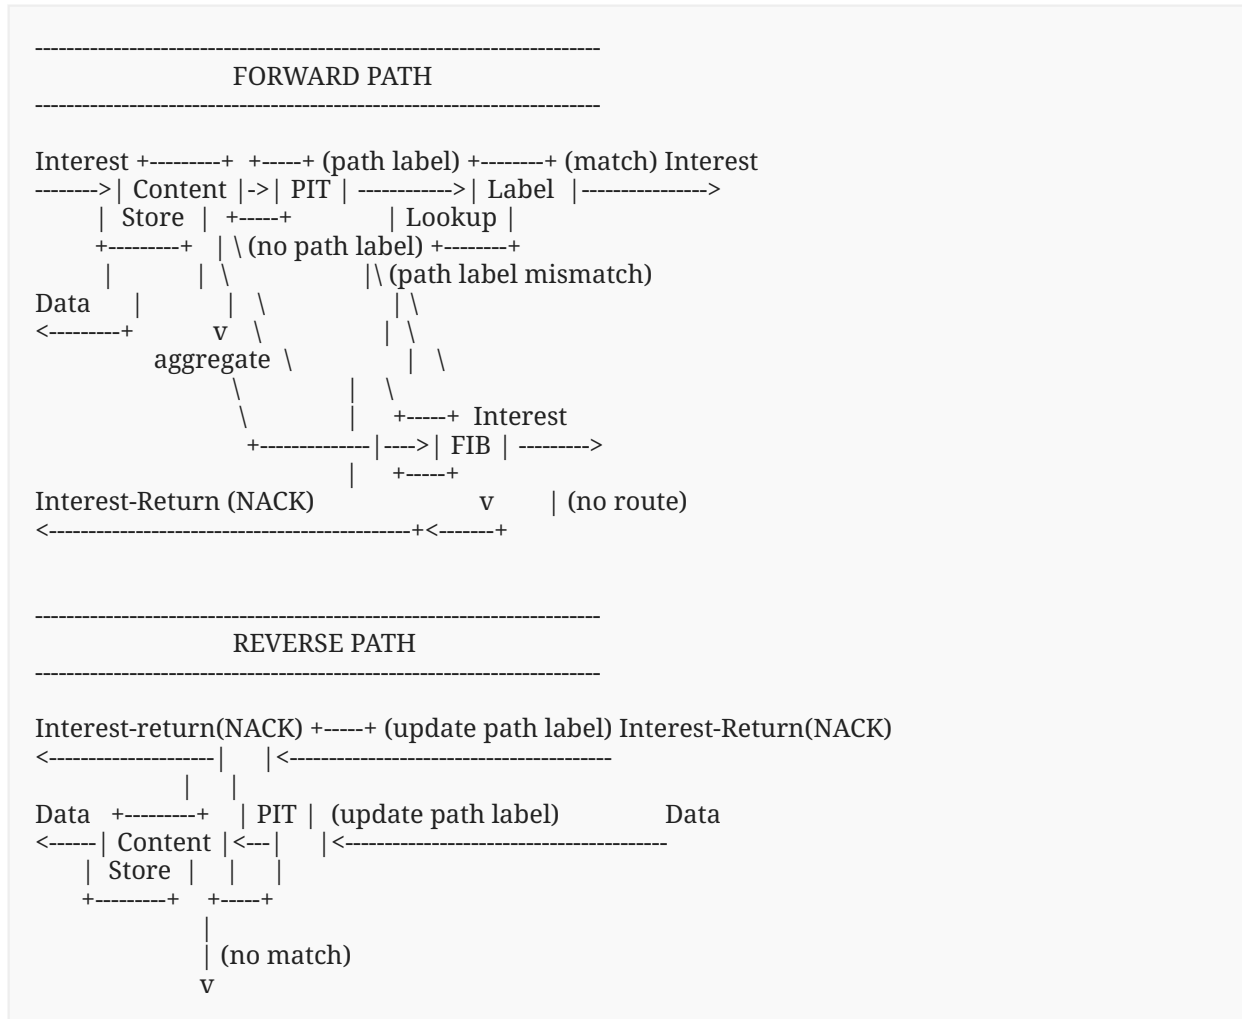 ------------------------------------------------------------------------
                         FORWARD PATH
------------------------------------------------------------------------

Interest +---------+  +-----+ (path label) +--------+ (match) Interest
-------->| Content |->| PIT | ------------>| Label  |---------------->
        |  Store  |  +-----+             | Lookup |
        +---------+   | \ (no path label) +--------+
         |           |  \                 |\ (path label mismatch)
Data      |           |   \                 | \
<---------+           v    \                |  \
               aggregate  \               |   \
                           \              |    \
                            \             |     +-----+  Interest
                             +--------------|---->| FIB | --------->
                                          |     +-----+
Interest-Return (NACK)                     v       | (no route)
<----------------------------------------------+<-------+


------------------------------------------------------------------------
                         REVERSE PATH
------------------------------------------------------------------------

Interest-return(NACK) +-----+ (update path label) Interest-Return(NACK)
<---------------------|     |<-----------------------------------------
                    |     |
Data   +---------+    | PIT |  (update path label)             Data
<------| Content |<---|     |<-----------------------------------------
      |  Store  |    |     |
      +---------+    +-----+
                      |
                      | (no match)
                      v